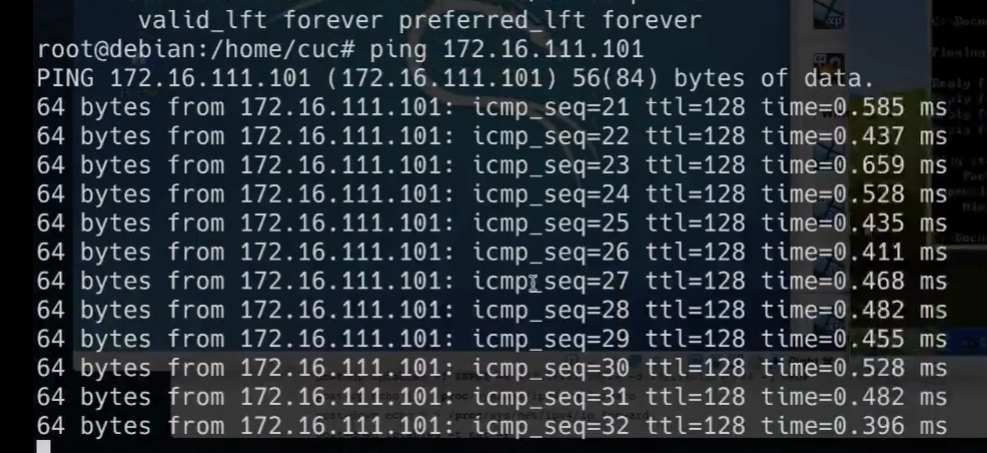 valid_lft forever preferred_lft forever
root@debian:/home/cuc# ping 172.16.111.101
PING 172.16.111.101 (172.16.111.101) 56(84) bytes of data.
64 bytes from 172.16.111.101: icmp_seq=21 ttl=128 time=0.585 ms
64 bytes from 172.16.111.101: icmp_seq=22 ttl=128 time=0.437 ms
64 bytes from 172.16.111.101: icmp_seq=23 ttl=128 time=0.659 ms
64 bytes from 172.16.111.101: icmp_seq=24 ttl=128 time=0.528 ms
64 bytes from 172.16.111.101: icmp_seq=25 ttl=128 time=0.435 ms
64 bytes from 172.16.111.101: icmp_seq=26 ttl=128 time=0.411 ms
64 bytes from 172.16.111.101: icmp_seq=27 ttl=128 time=0.468 ms
64 bytes from 172.16.111.101: icmp_seq=28 ttl=128 time=0.482 ms
64 bytes from 172.16.111.101: icmp_seq=29 ttl=128 time=0.455 ms
64 bytes from 172.16.111.101: icmp_seq=30 ttl=128 time=0.528 ms
64 bytes from 172.16.111.101: icmp_seq=31 ttl=128 time=0.482 ms
64 bytes from 172.16.111.101: icmp_seq=32 ttl=128 time=0.396 ms